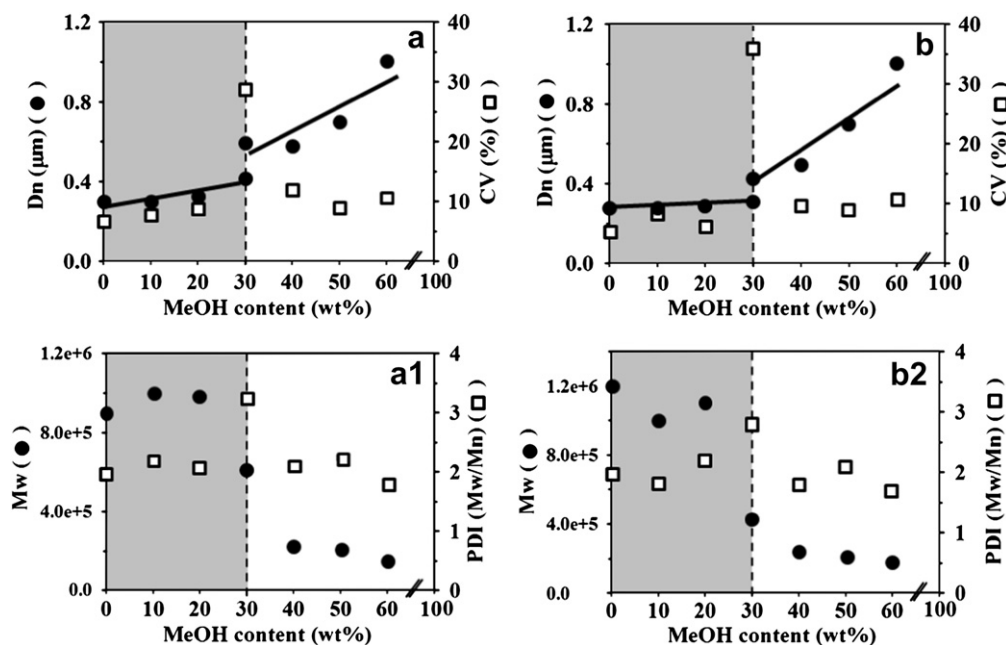 a
1.2
0.8
0.4
0.0
Dn (μm) ( ● )
40
30
20
10
0
CV (%) ( □ )
0 10 20 30 40 50 60 100
MeOH content (wt%)
b
1.2
0.8
0.4
0.0
Dn (μm) ( ● )
40
30
20
10
0
CV (%) ( □ )
0 10 20 30 40 50 60 100
MeOH content (wt%)
a1
1.2e+6
8.0e+5
4.0e+5
0.0
Mw ( ● )
4
3
2
1
0
PDI (Mw/Mn) ( □ )
0 10 20 30 40 50 60 100
MeOH content (wt%)
b2
1.2e+6
8.0e+5
4.0e+5
0.0
Mw ( ● )
4
3
2
1
0
PDI (Mw/Mn) ( □ )
0 10 20 30 40 50 60 100
MeOH content (wt%)